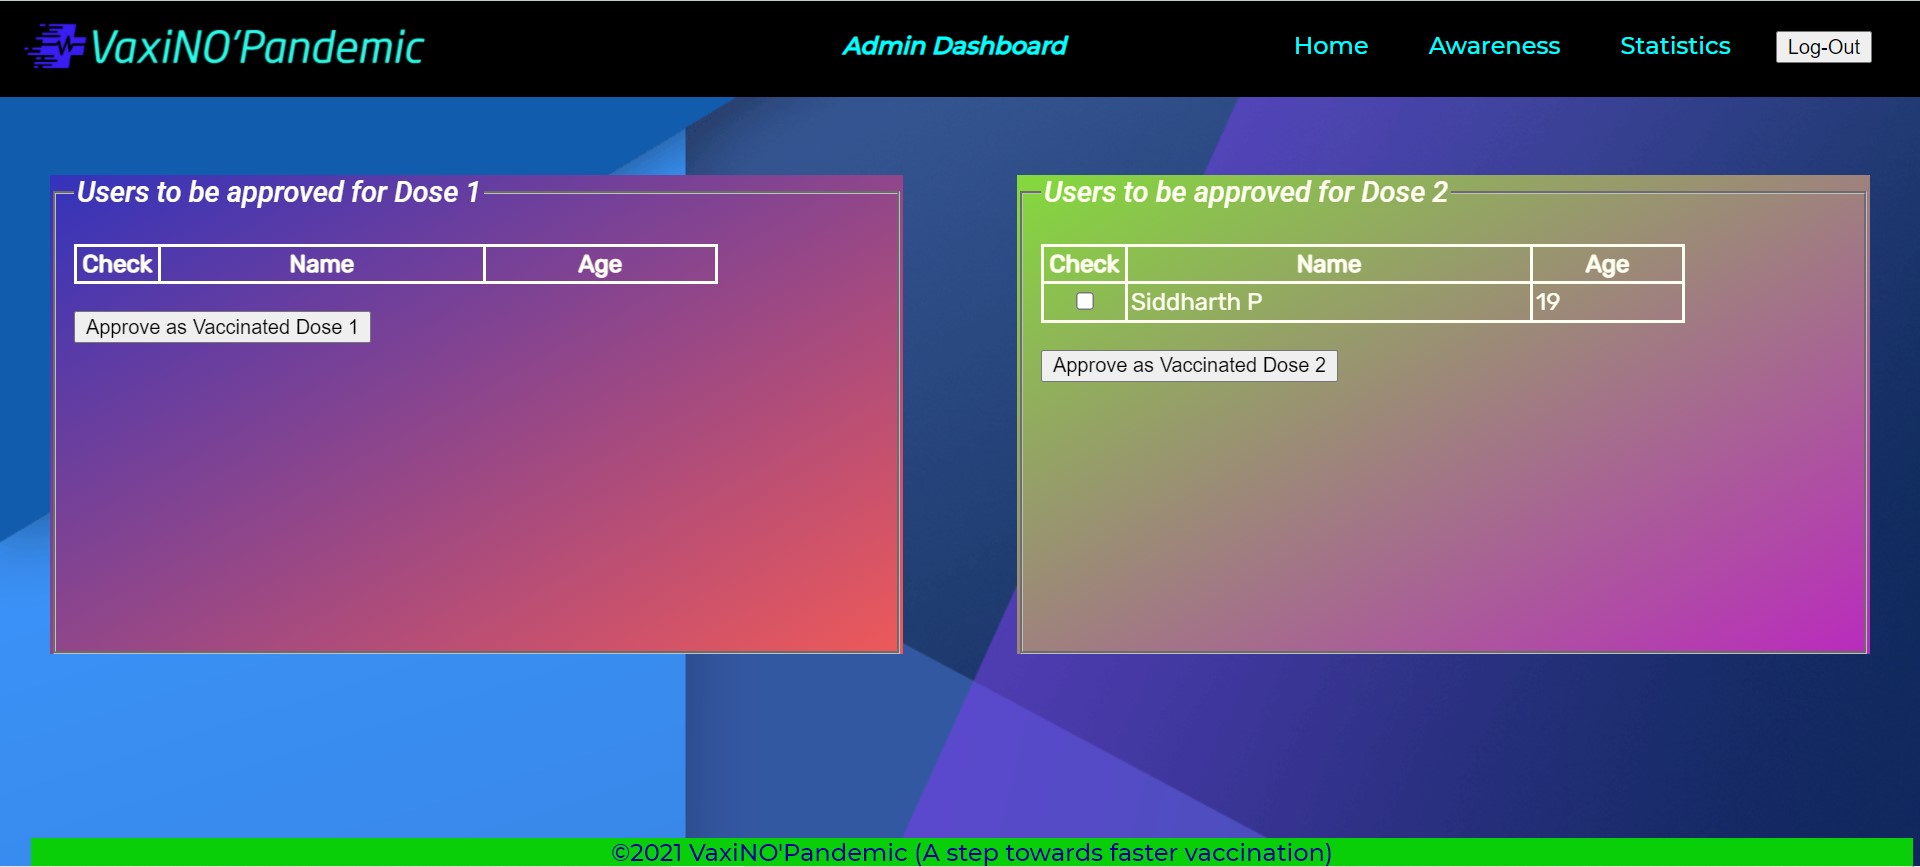 VaxiNO'Pandemic
Admin Dashboard
Home Awareness Statistics Log-Out
Users to be approved for Dose 1
Check Name Age
Approve as Vaccinated Dose 1
Users to be approved for Dose 2
Check Name Age
Siddharth P 19
Approve as Vaccinated Dose 2
©2021 VaxiNO'Pandemic (A step towards faster vaccination)